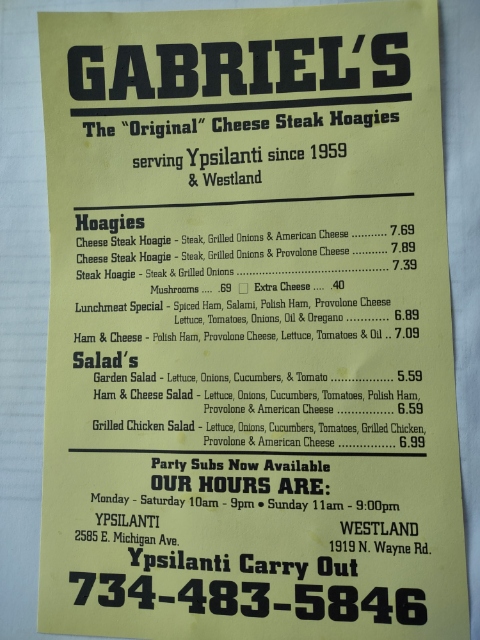 GABRIEL'S
The "Original" Cheese Steak Hoagies
serving Ypsilanti since 1959
& Westland
Hoagies
Cheese Steak Hoagie - Steak, Grilled Onions & American Cheese ........... 7.69
Cheese Steak Hoagie - Steak, Grilled Onions & Provolone Cheese ........... 7.89
Steak Hoagie - Steak & Grilled Onions ............................................. 7.39
Mushrooms .... .69 □ Extra Cheese .... .40
Lunchmeat Special - Spiced Ham, Salami, Polish Ham, Provolone Cheese
Lettuce, Tomatoes, Onions, Oil & Oregano ............ 6.89
Ham & Cheese - Polish Ham, Provolone Cheese, Lettuce, Tomatoes & Oil .. 7.09
Salad's
Garden Salad - Lettuce, Onions, Cucumbers, & Tomato .................. 5.59
Ham & Cheese Salad - Lettuce, Onions, Cucumbers, Tomatoes, Polish Ham,
Provolone & American Cheese ................. 6.59
Grilled Chicken Salad - Lettuce, Onions, Cucumbers, Tomatoes, Grilled Chicken,
Provolone & American Cheese ................ 6.99
Party Subs Now Available
OUR HOURS ARE:
Monday - Saturday 10am - 9pm • Sunday 11am - 9:00pm
YPSILANTI
2585 E. Michigan Ave.
WESTLAND
1919 N. Wayne Rd.
Ypsilanti Carry Out
734-483-5846